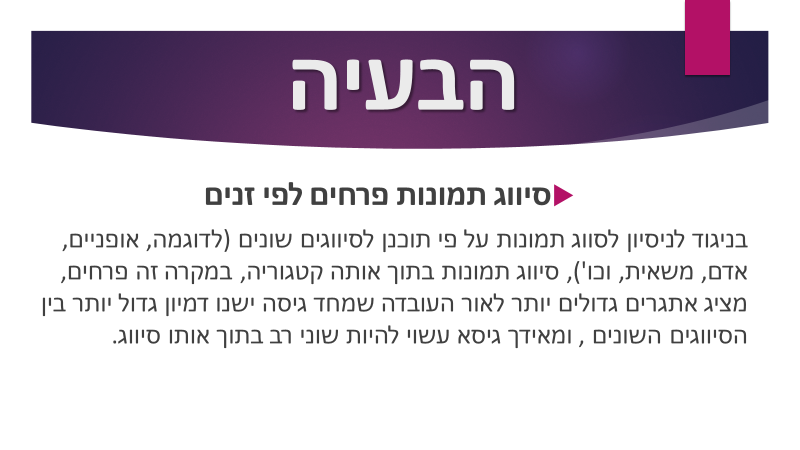 הבעיה
סיווג תמונות פרחים לפי זנים
בניגוד לניסיון לסווג תמונות על פי תוכנן לסיווגים שונים (לדוגמה, אופניים,
אדם, משאית, וכו'), סיווג תמונות בתוך אותה קטגוריה, במקרה זה פרחים,
מציג אתגרים גדולים יותר לאור העובדה שמחד גיסה ישנו דמיון גדול יותר בין
הסיווגים השונים , ומאידך גיסא עשוי להיות שוני רב בתוך אותו סיווג.